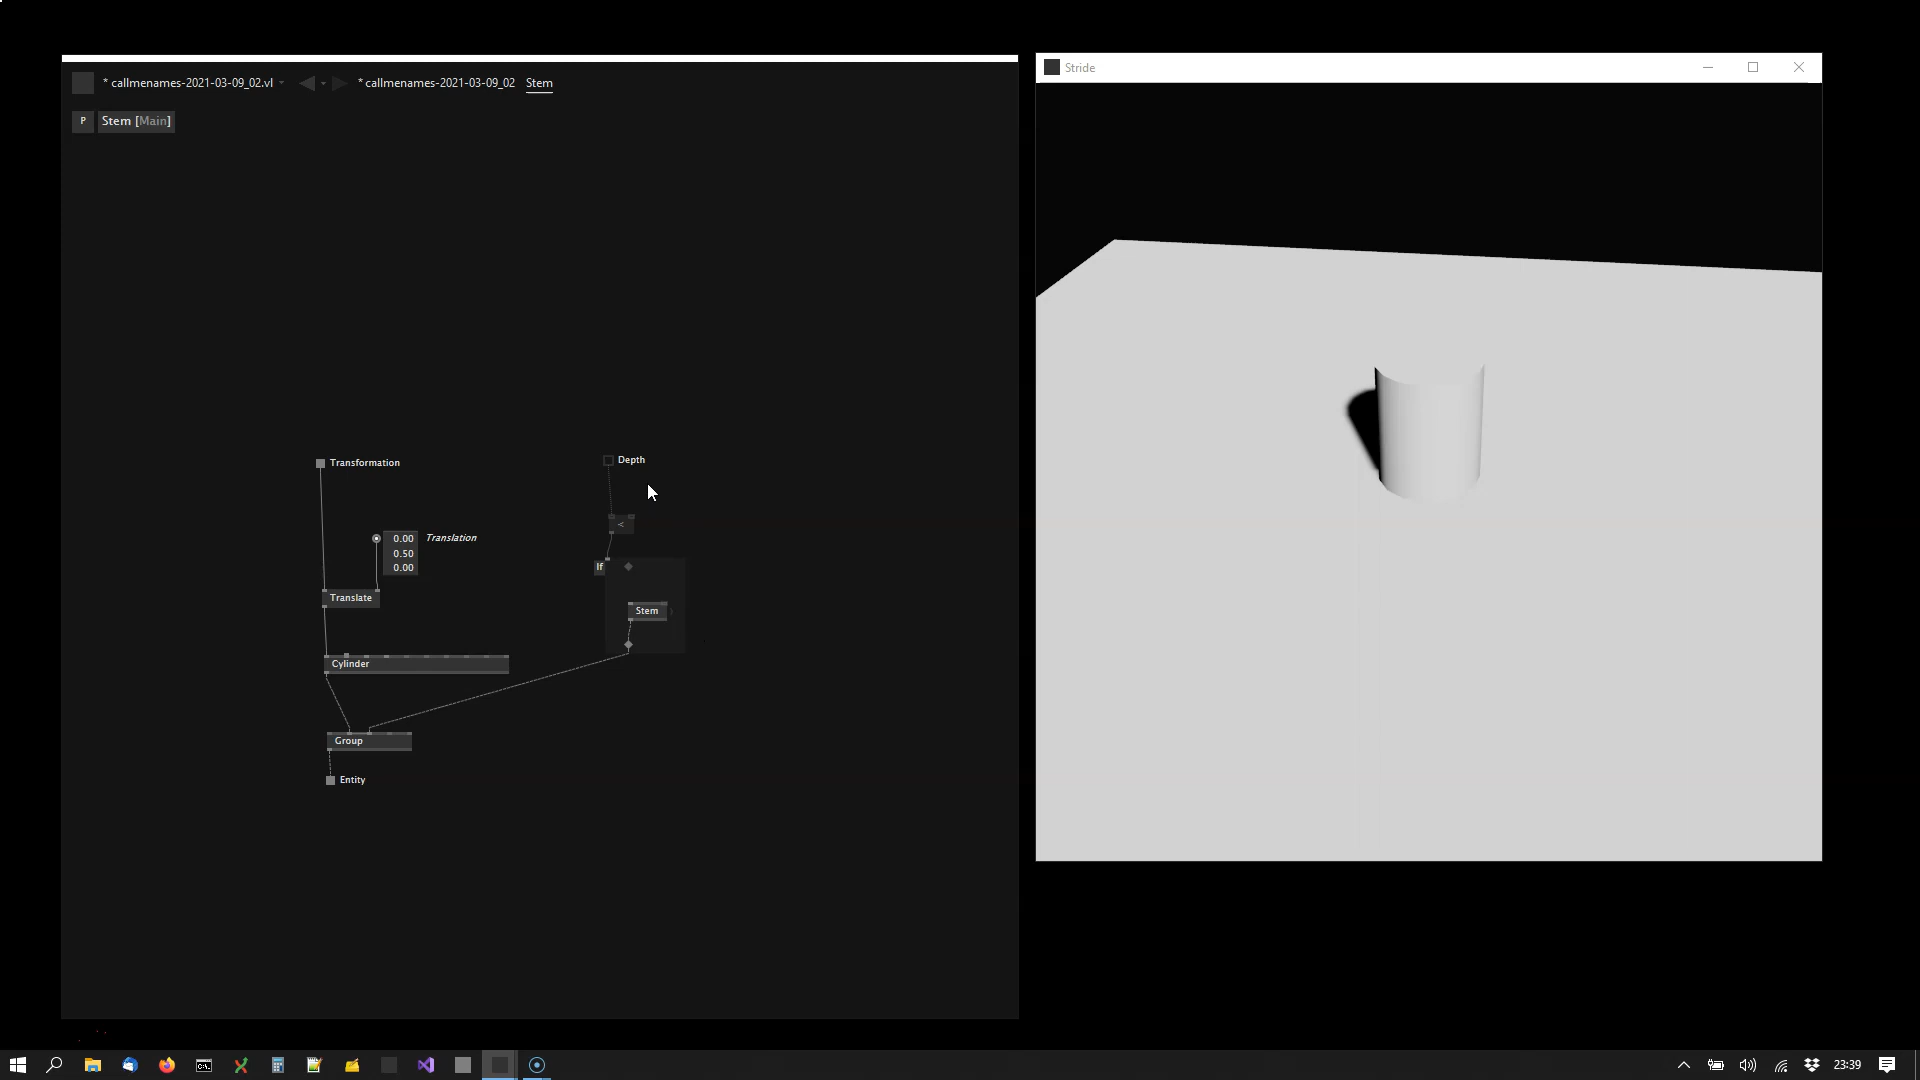 * callmenames-2021-03-09_02.vl
* callmenames-2021-03-09_02 Stem
P Stem [Main]
Stride
Transformation
Depth
0.00 Translation
0.50
0.00
<
If
Translate
Stem
Cylinder
Group
Entity
23:39